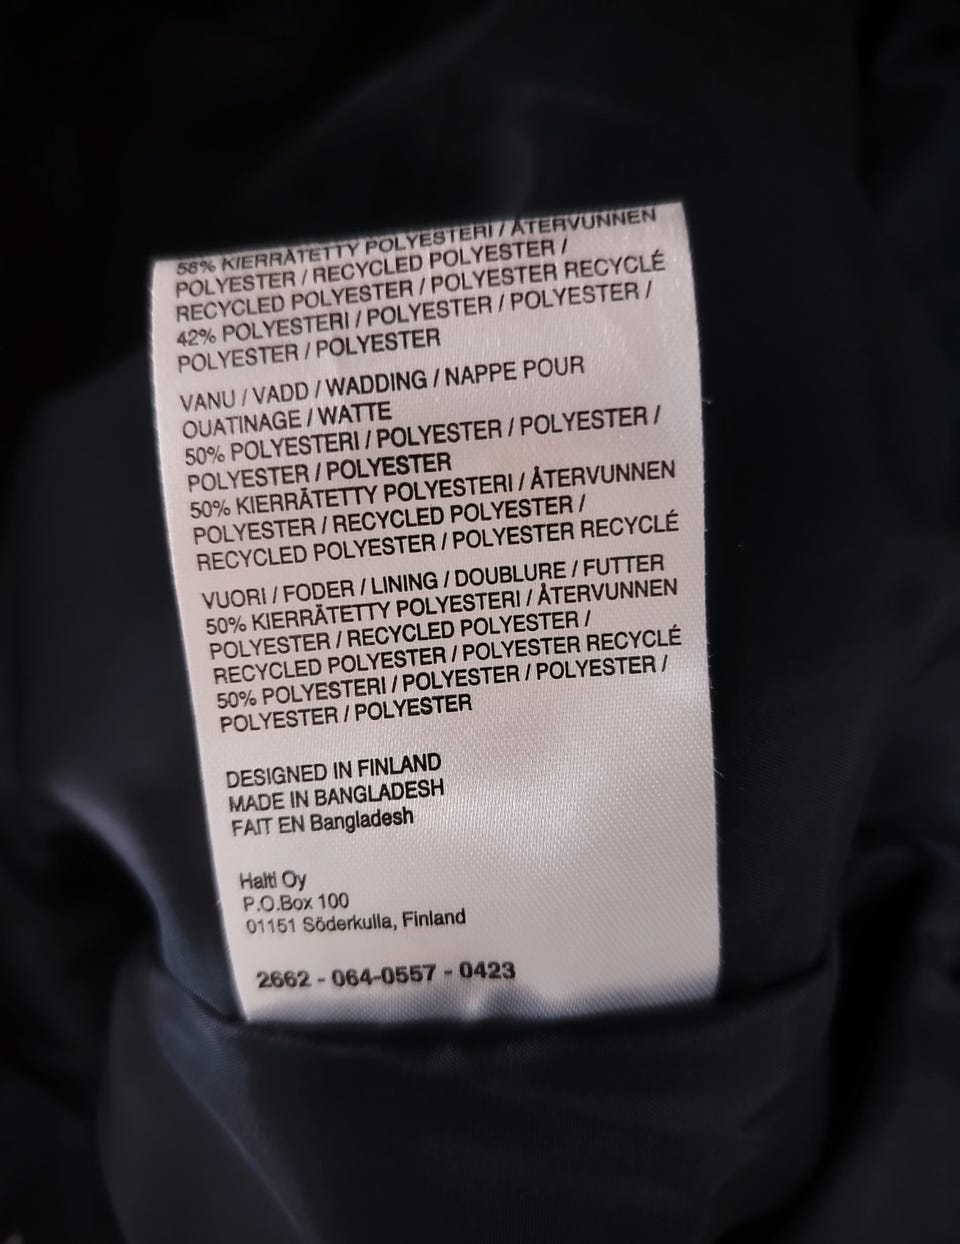 58% KIERRÄTETTY POLYESTERI / ÅTERVUNNEN
POLYESTER / RECYCLED POLYESTER /
RECYCLED POLYESTER / POLYESTER RECYCLÉ
42% POLYESTERI / POLYESTER / POLYESTER /
POLYESTER / POLYESTER
VANU / VADD / WADDING / NAPPE POUR
OUATINAGE / WATTE
50% POLYESTERI / POLYESTER / POLYESTER /
POLYESTER / POLYESTER
50% KIERRÄTETTY POLYESTERI / ÅTERVUNNEN
POLYESTER / RECYCLED POLYESTER /
RECYCLED POLYESTER / POLYESTER RECYCLÉ
VUORI / FODER / LINING / DOUBLURE / FUTTER
50% KIERRÄTETTY POLYESTERI / ÅTERVUNNEN
POLYESTER / RECYCLED POLYESTER /
RECYCLED POLYESTER / POLYESTER RECYCLÉ
50% POLYESTERI / POLYESTER / POLYESTER /
POLYESTER / POLYESTER
DESIGNED IN FINLAND
MADE IN BANGLADESH
FAIT EN Bangladesh
Halti Oy
P.O.Box 100
01151 Söderkulla, Finland
2662 - 064-0557 - 0423